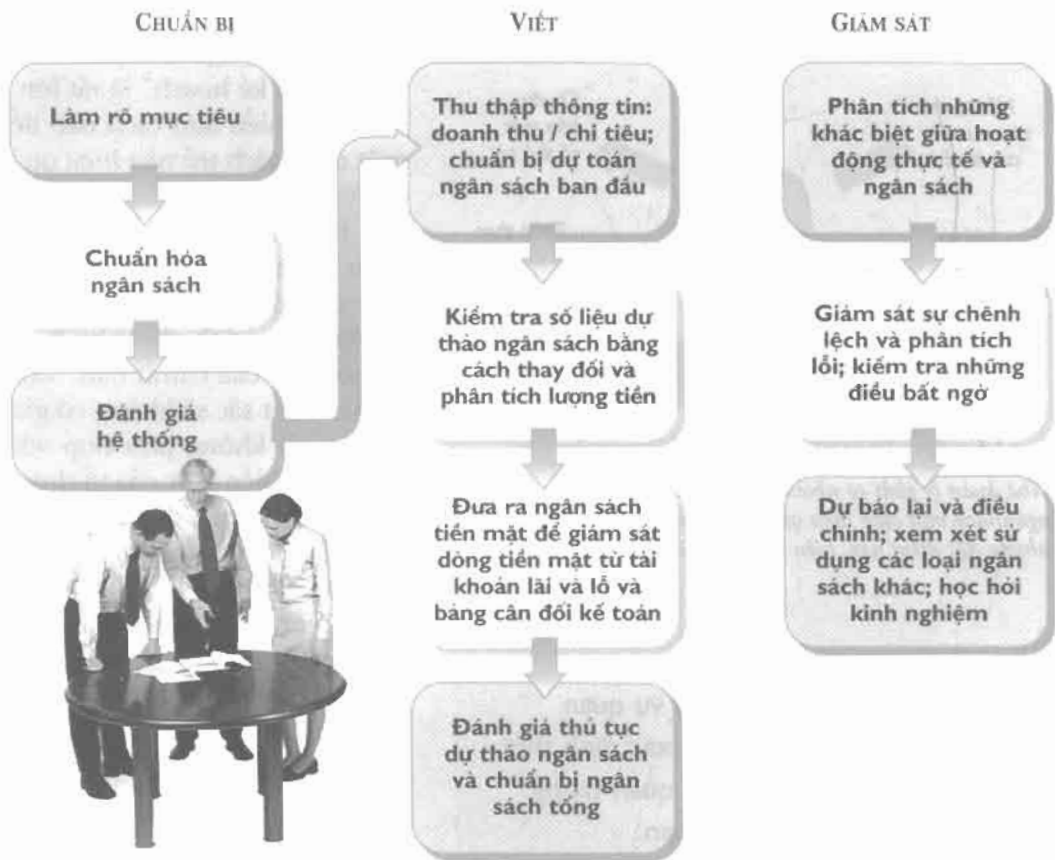 CHUẨN BỊ
Làm rõ mục tiêu
Chuẩn hóa
ngân sách
Đánh giá
hệ thống
VIẾT
Thu thập thông tin:
doanh thu / chi tiêu;
chuẩn bị dự toán
ngân sách ban đầu
Kiểm tra số liệu dự
thảo ngân sách bằng
cách thay đổi và
phân tích lượng tiền
Đưa ra ngân sách
tiền mặt để giám sát
dòng tiền mặt từ tài
khoản lãi và lỗ và
bảng cân đối kế toán
Đánh giá thủ tục
dự thảo ngân sách
và chuẩn bị ngân
sách tổng
GIÁM SÁT
Phân tích những
khác biệt giữa hoạt
động thực tế và
ngân sách
Giám sát sự chênh
lệch và phân tích
lỗi; kiểm tra những
điều bất ngờ
Dự báo lại và điều
chỉnh; xem xét sử
dụng các loại ngân
sách khác; học hỏi
kinh nghiệm